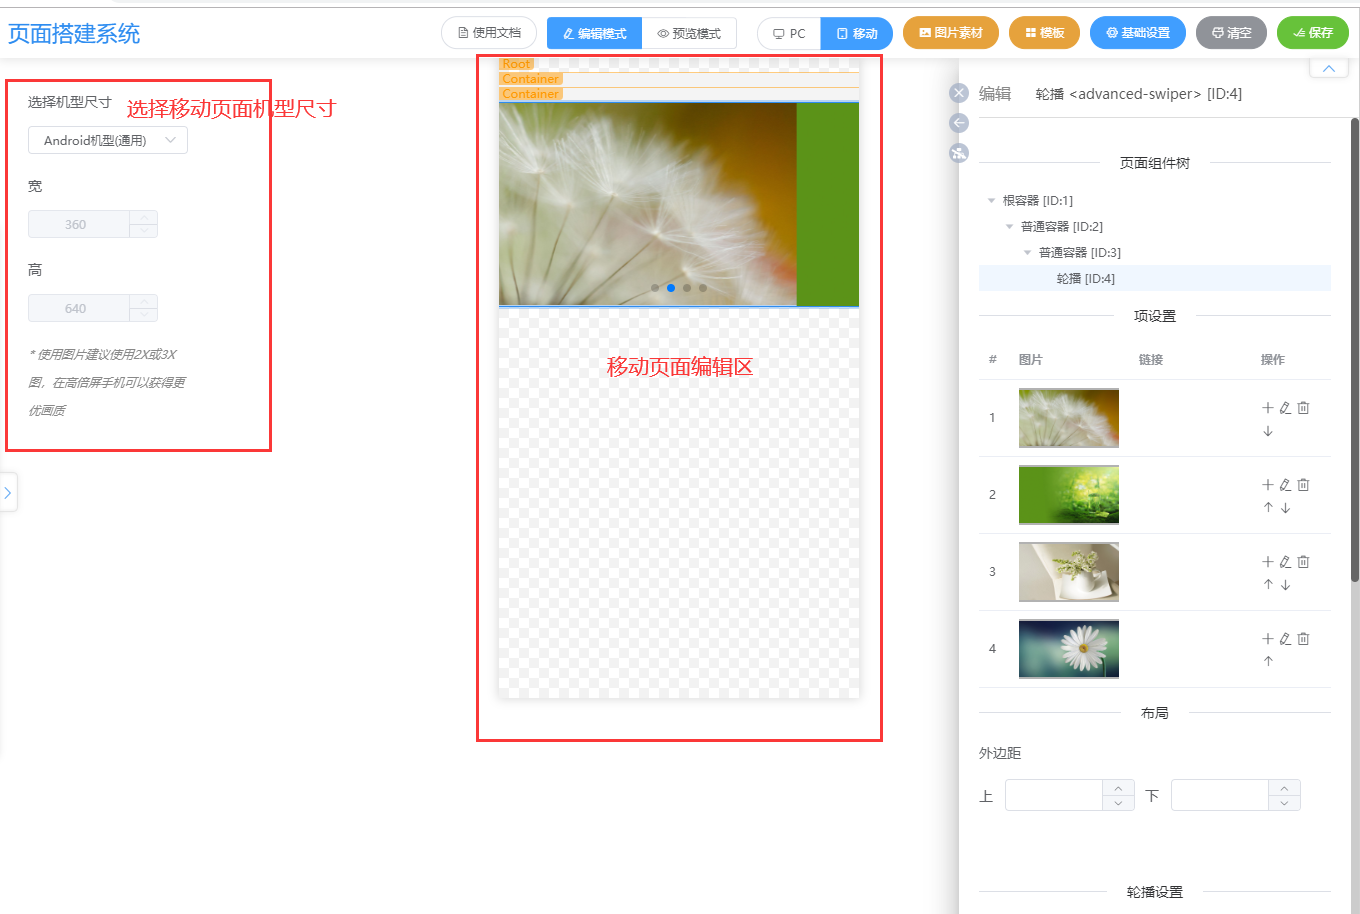 页面搭建系统
使用文档
编辑模式
预览模式
PC
移动
图片素材
模板
基础设置
清空
保存
选择机型尺寸
选择移动页面机型尺寸
Android机型(通用)
宽
360
高
640
* 使用图片建议使用2X或3X
图，在高倍屏手机可以获得更
优画质
Root
Container
Container
移动页面编辑区
编辑
轮播 <advanced-swiper> [ID:4]
页面组件树
根容器 [ID:1]
普通容器 [ID:2]
普通容器 [ID:3]
轮播 [ID:4]
项设置
# 图片 链接 操作
1
2
3
4
布局
外边距
上
下
轮播设置